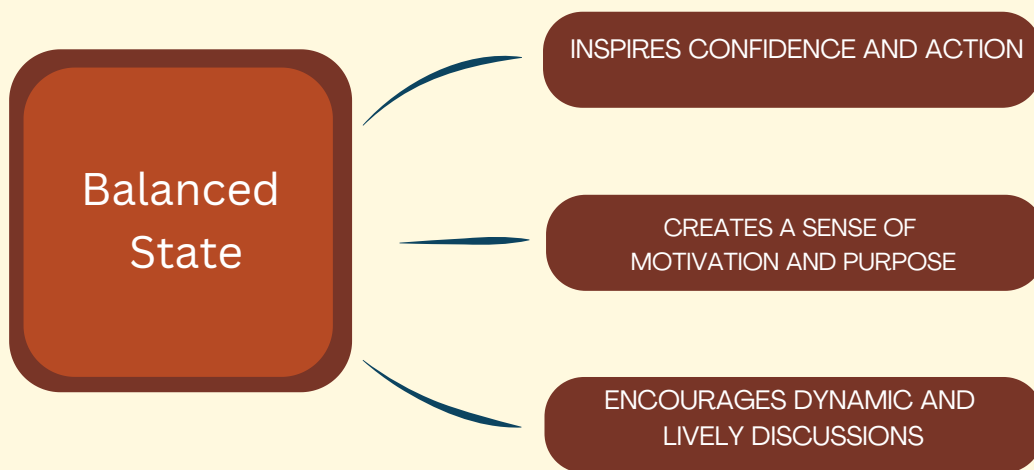 Balanced
State
INSPIRES CONFIDENCE AND ACTION
CREATES A SENSE OF
MOTIVATION AND PURPOSE
ENCOURAGES DYNAMIC AND
LIVELY DISCUSSIONS